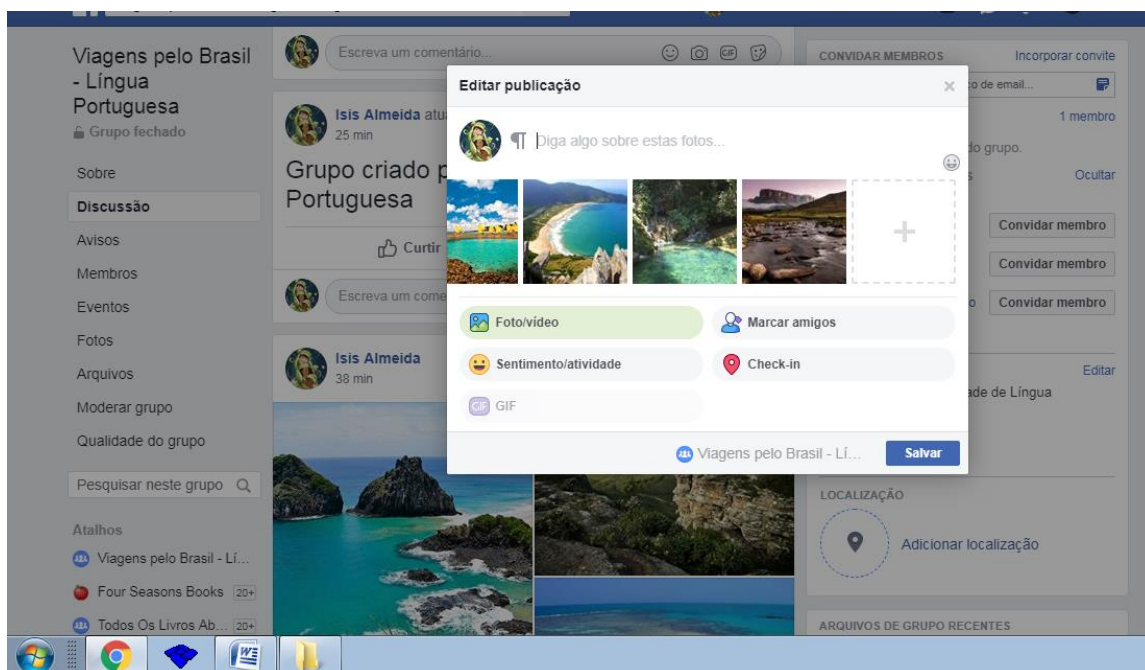 Viagens pelo Brasil
- Língua
Portuguesa
Grupo fechado
Sobre
Discussão
Avisos
Membros
Eventos
Fotos
Arquivos
Moderar grupo
Qualidade do grupo
Pesquisar neste grupo
Atalhos
Viagens pelo Brasil - Lí...
Four Seasons Books 20+
Todos Os Livros Ab... 20+
Escreva um comentário...
GIF
Isis Almeida
25 min
Grupo criado
Portuguesa
Curtir
Escreva um
Isis Almeida
38 min
Editar publicação
Diga algo sobre estas fotos...
Foto/vídeo
Marcar amigos
Sentimento/atividade
Check-in
GIF
GIF
Viagens pelo Brasil - Lí...
Salvar
CONVIDAR MEMBROS
Incorporar convite
de email...
1 membro
do grupo.
Ocultar
Convidar membro
Convidar membro
Convidar membro
Editar
de Língua
LOCALIZAÇÃO
Adicionar localização
ARQUIVOS DE GRUPO RECENTES